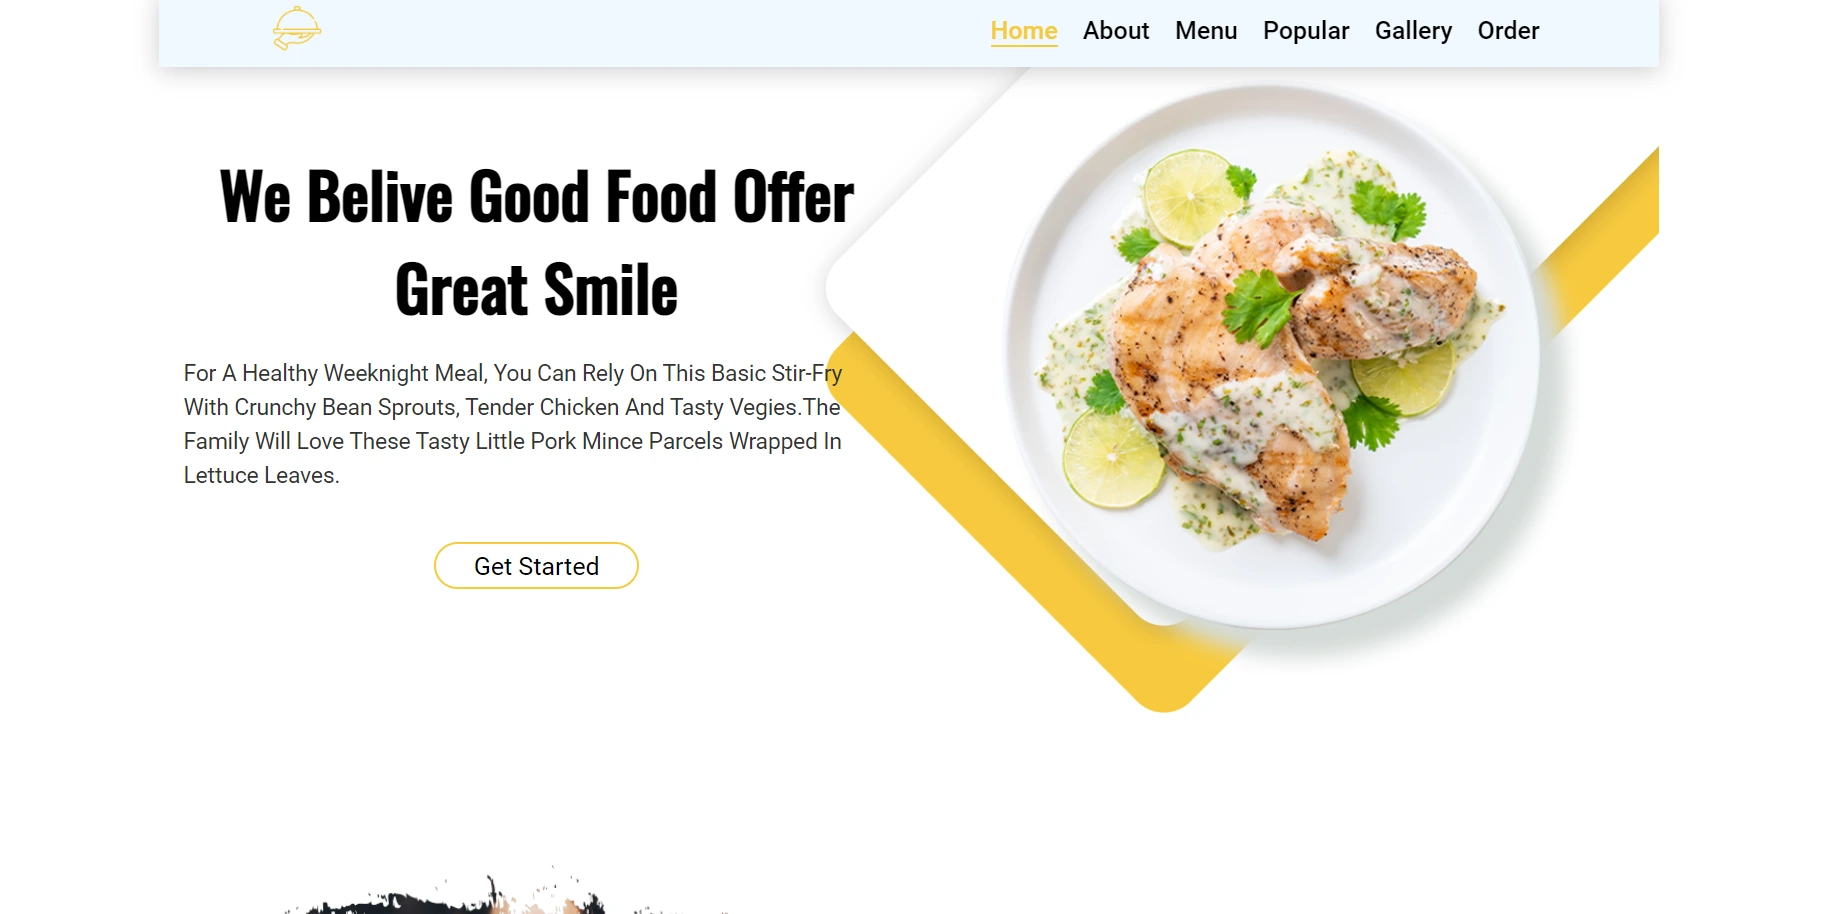 Home About Menu Popular Gallery Order
We Belive Good Food Offer
Great Smile
For A Healthy Weeknight Meal, You Can Rely On This Basic Stir-Fry
With Crunchy Bean Sprouts, Tender Chicken And Tasty Vegies.The
Family Will Love These Tasty Little Pork Mince Parcels Wrapped In
Lettuce Leaves.
Get Started